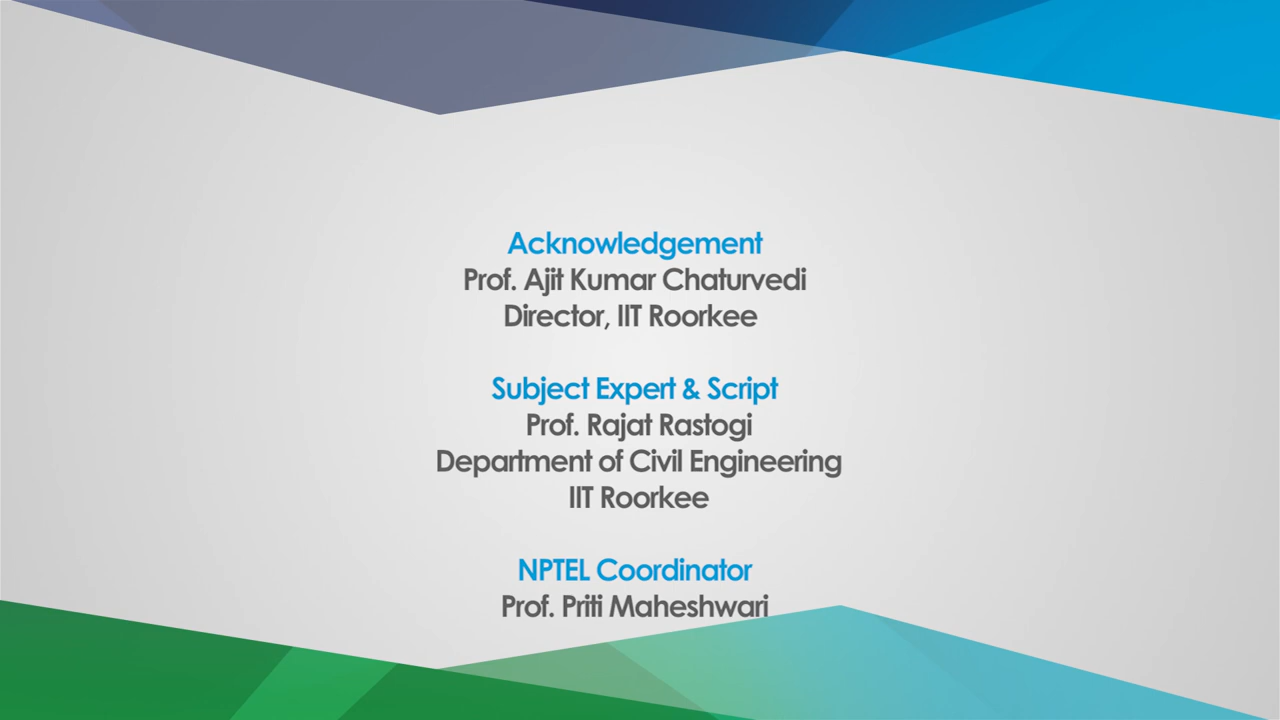 Acknowledgement
Prof. Ajit Kumar Chaturvedi
Director, IIT Roorkee
Subject Expert & Script
Prof. Rajat Rastogi
Department of Civil Engineering
IIT Roorkee
NPTEL Coordinator
Prof. Priti Maheshwari